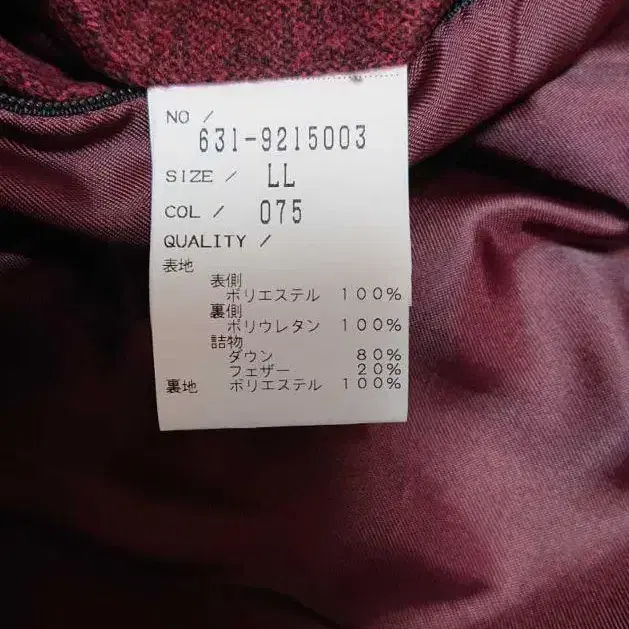 NO /
631-9215003
SIZE / LL
COL / 075
QUALITY /
表地
表側
ポリエステル 100%
裏側
ポリウレタン 100%
詰物
ダウン 80%
フェザー 20%
裏地 ポリエステル 100%